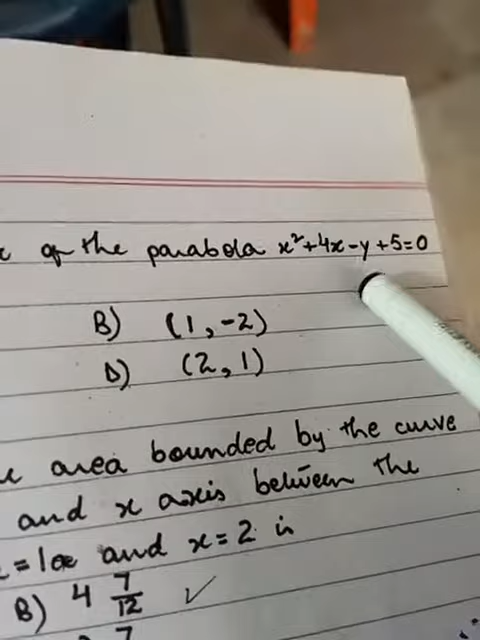 of the parabola x²+4x-y+5=0
B) (1,-2)
D) (2,1)
area bounded by the curve
and x axis between the
and x=2 is
B) 4 7/12 ✓
7